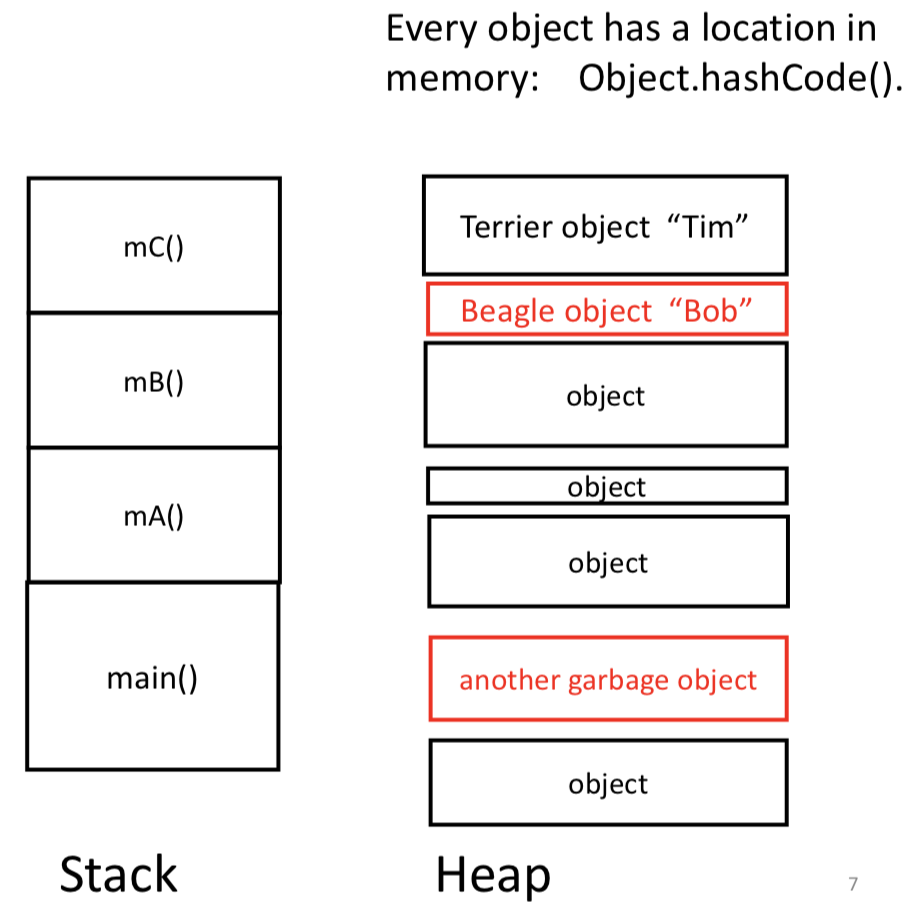 Every object has a location in
memory: Object.hashCode().
mC()
mB()
mA()
main()
Stack
Terrier object “Tim”
Beagle object “Bob”
object
object
object
another garbage object
object
Heap
7